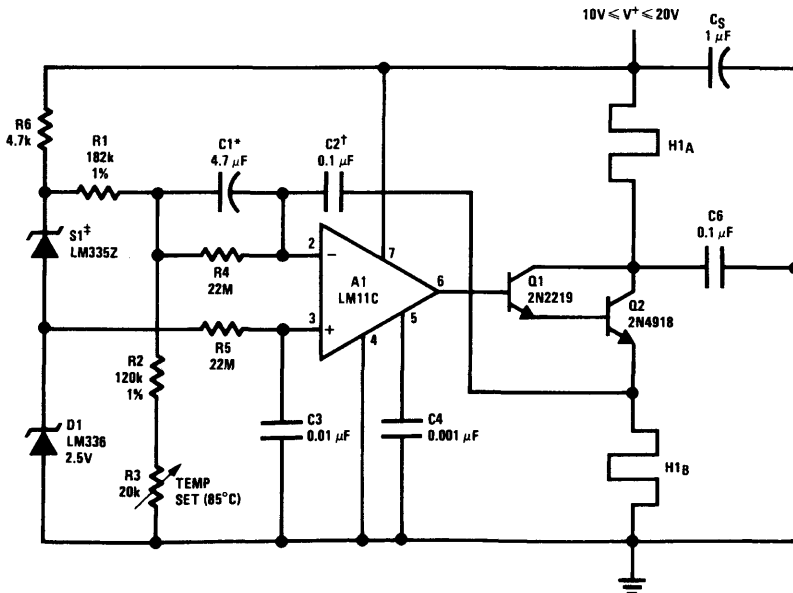 10V ≤ V⁺ ≤ 20V
CS
1 μF
R6
4.7k
R1
182k
1%
C1*
4.7 μF
C2†
0.1 μF
H1A
S1‡
LM335Z
R4
22M
2
−
7
A1
LM11C
6
Q1
2N2219
C6
0.1 μF
Q2
2N4918
3
+
4
5
R5
22M
R2
120k
1%
D1
LM336
2.5V
C3
0.01 μF
C4
0.001 μF
H1B
R3
20k
TEMP
SET (85°C)